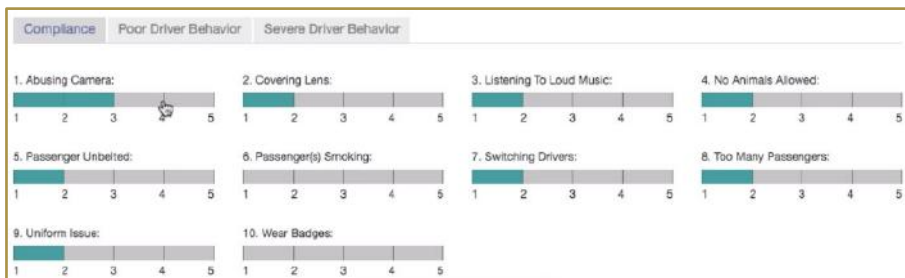 Compliance Poor Driver Behavior Severe Driver Behavior
1. Abusing Camera: 2. Covering Lens: 3. Listening To Loud Music: 4. No Animals Allowed:
1 2 3 4 5 1 2 3 4 5 1 2 3 4 5 1 2 3 4 5
5. Passenger Unbelted: 6. Passenger(s) Smoking: 7. Switching Drivers: 8. Too Many Passengers:
1 2 3 4 5 1 2 3 4 5 1 2 3 4 5 1 2 3 4 5
9. Uniform Issue: 10. Wear Badges:
1 2 3 4 5 1 2 3 4 5